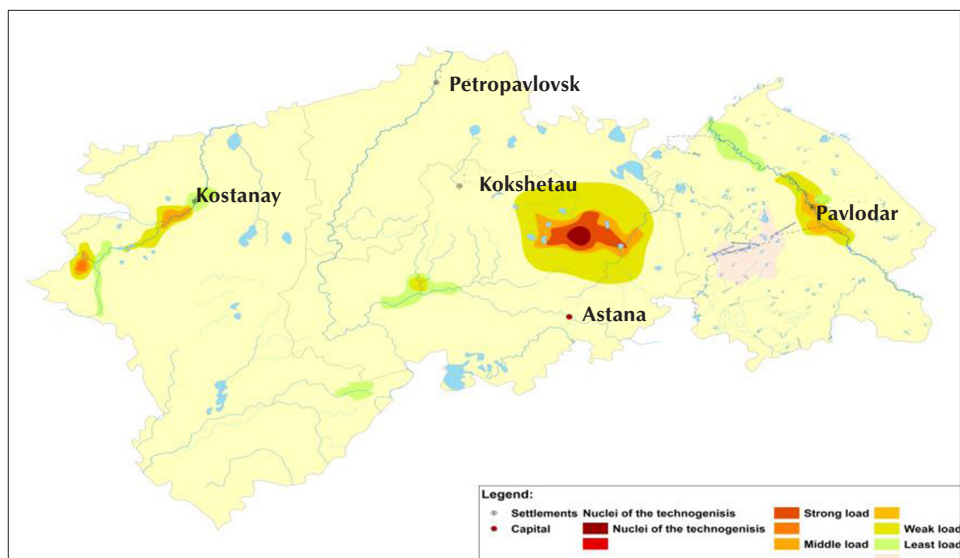 Petropavlovsk
Kokshetau
Kostanay
Pavlodar
Astana
Legend:
Settlements Nuclei of the technogenisis Strong load
Capital Nuclei of the technogenisis Weak load
Middle load Least load